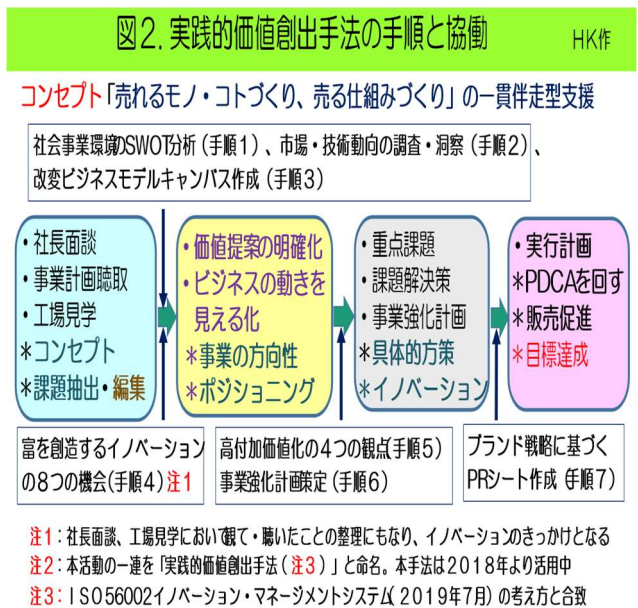 図2.実践的価値創出手法の手順と協働 HK作
コンセプト「売れるモノ・コトづくり、売る仕組みづくり」の一貫伴走型支援
社会事業環境のSWOT分析(手順1)、市場・技術動向の調査・洞察(手順2)、
改変ビジネスモデルキャンバス作成(手順3)
・社長面談
・事業計画聴取
・工場見学
＊コンセプト
＊課題抽出・編集
・価値提案の明確化
・ビジネスの動きを
見える化
＊事業の方向性
＊ポジショニング
・重点課題
・課題解決策
・事業強化計画
＊具体的方策
＊イノベーション
・実行計画
＊PDCAを回す
＊販売促進
＊目標達成
富を創造するイノベーション
の8つの機会(手順4)注1
高付加価値化の4つの観点(手順5)
事業強化計画策定(手順6)
ブランド戦略に基づく
PRシート作成(手順7)
注1：社長面談、工場見学において観て・聴いたことの整理にもなり、イノベーションのきっかけとなる
注2：本活動の一連を「実践的価値創出手法(注3)」と命名。本手法は2018年より活用中
注3：ISO56002イノベーション・マネージメントシステム(2019年7月)の考え方と合致